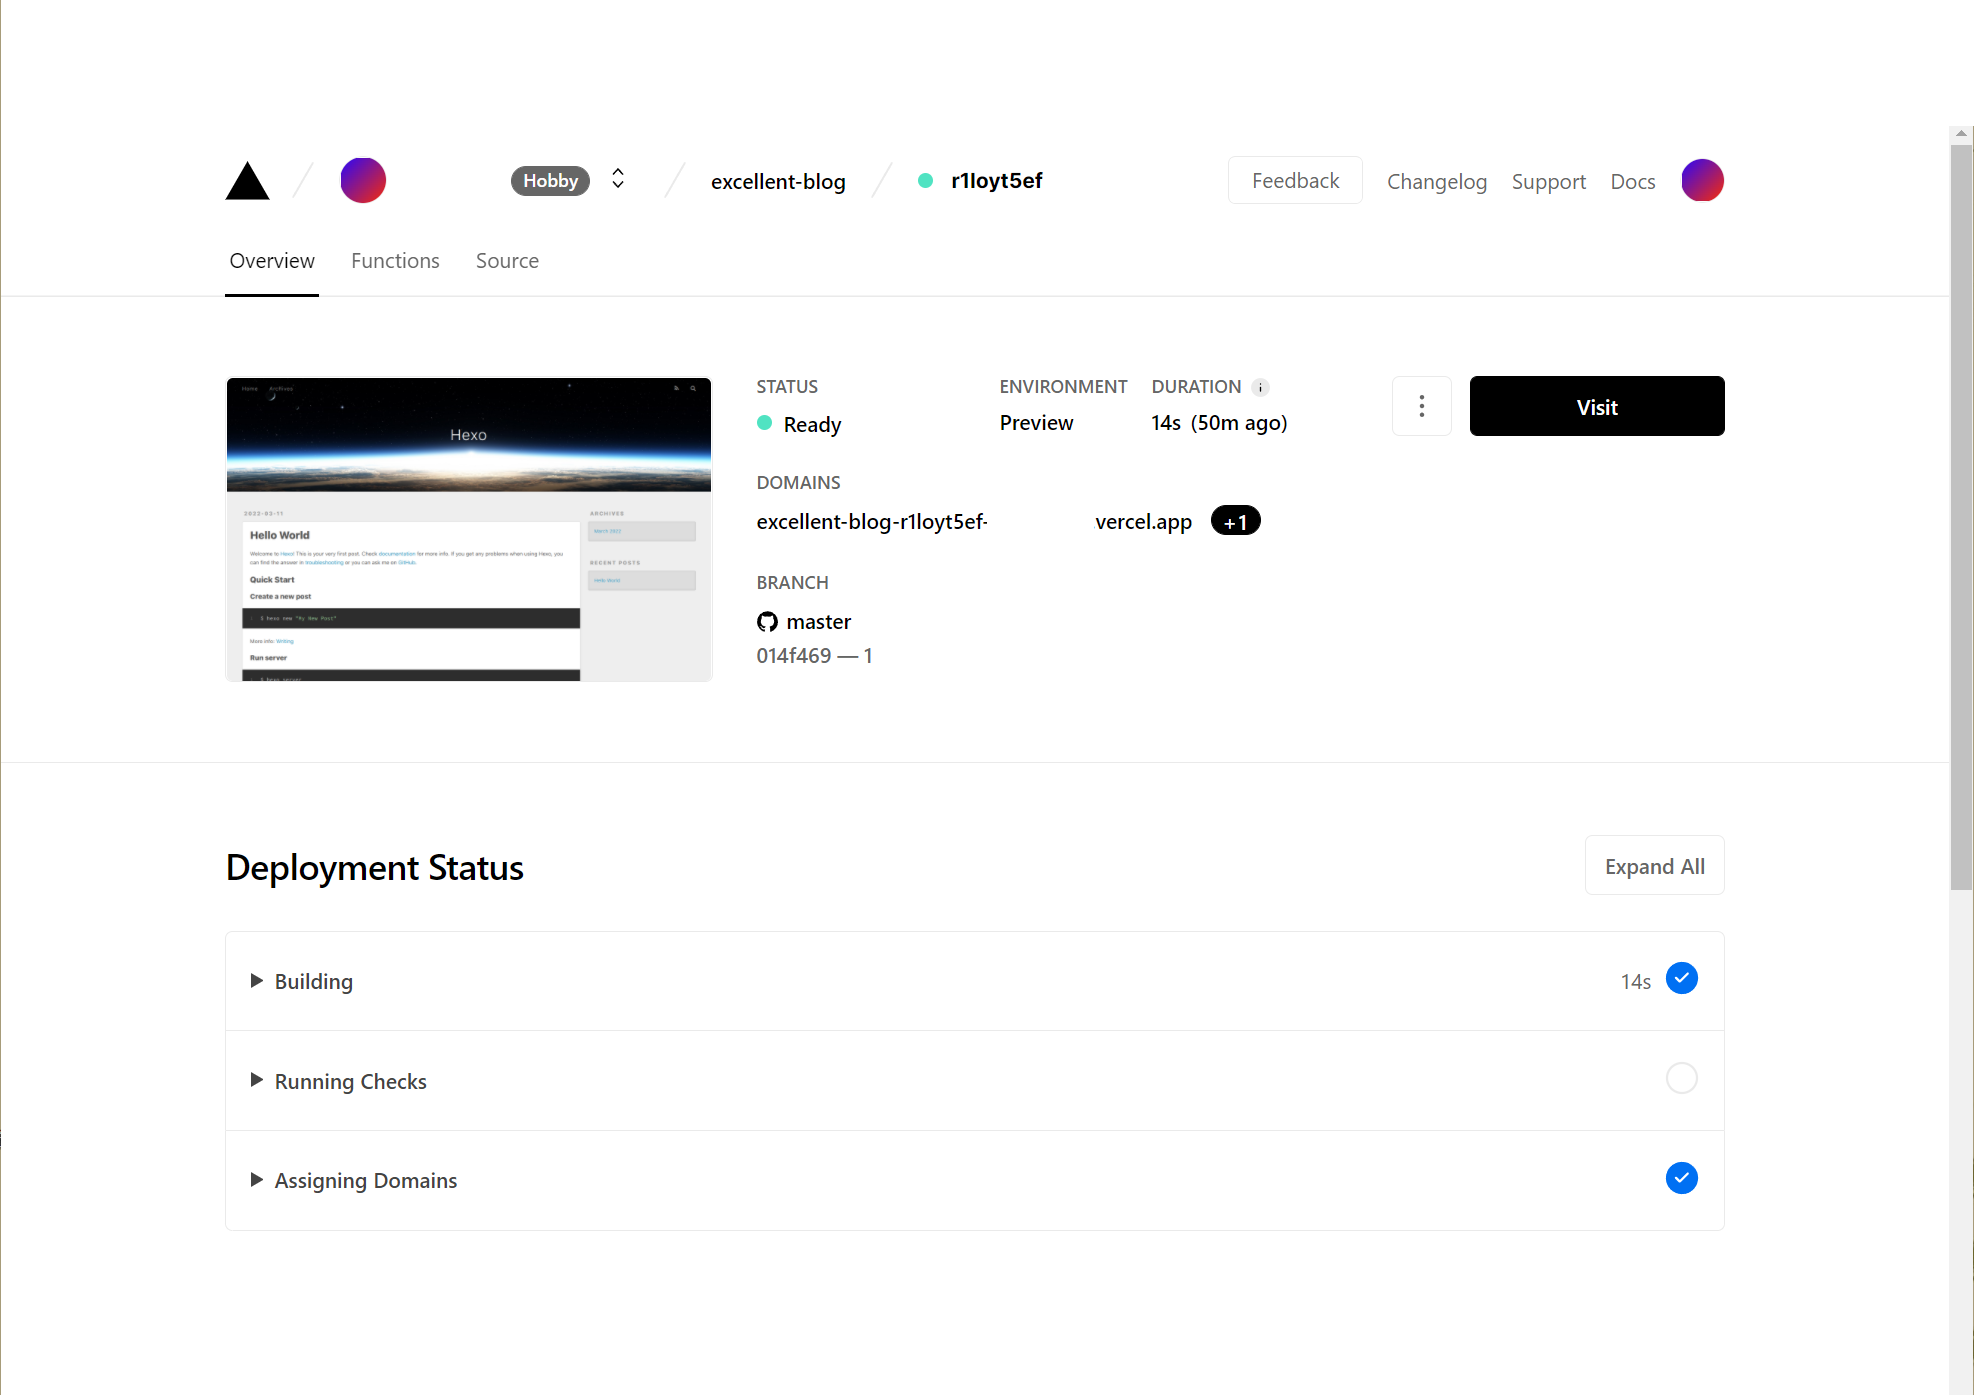 Hobby
excellent-blog
r1loyt5ef
Feedback
Changelog
Support
Docs
Overview
Functions
Source
Home Archives
Hexo
2022-03-11
Hello World
Welcome to Hexo! This is your very first post. Check documentation for more info. If you get any problems when using Hexo, you
can find the answer in troubleshooting or you can ask me on GitHub.
Quick Start
Create a new post
1 $ hexo new "My New Post"
More info: Writing
Run server
$ hexo server
ARCHIVES
March 2022
RECENT POSTS
Hello World
STATUS
Ready
ENVIRONMENT
Preview
DURATION
14s (50m ago)
Visit
DOMAINS
excellent-blog-r1loyt5ef- .vercel.app +1
BRANCH
master
014f469 — 1
Deployment Status
Expand All
Building
14s
Running Checks
Assigning Domains